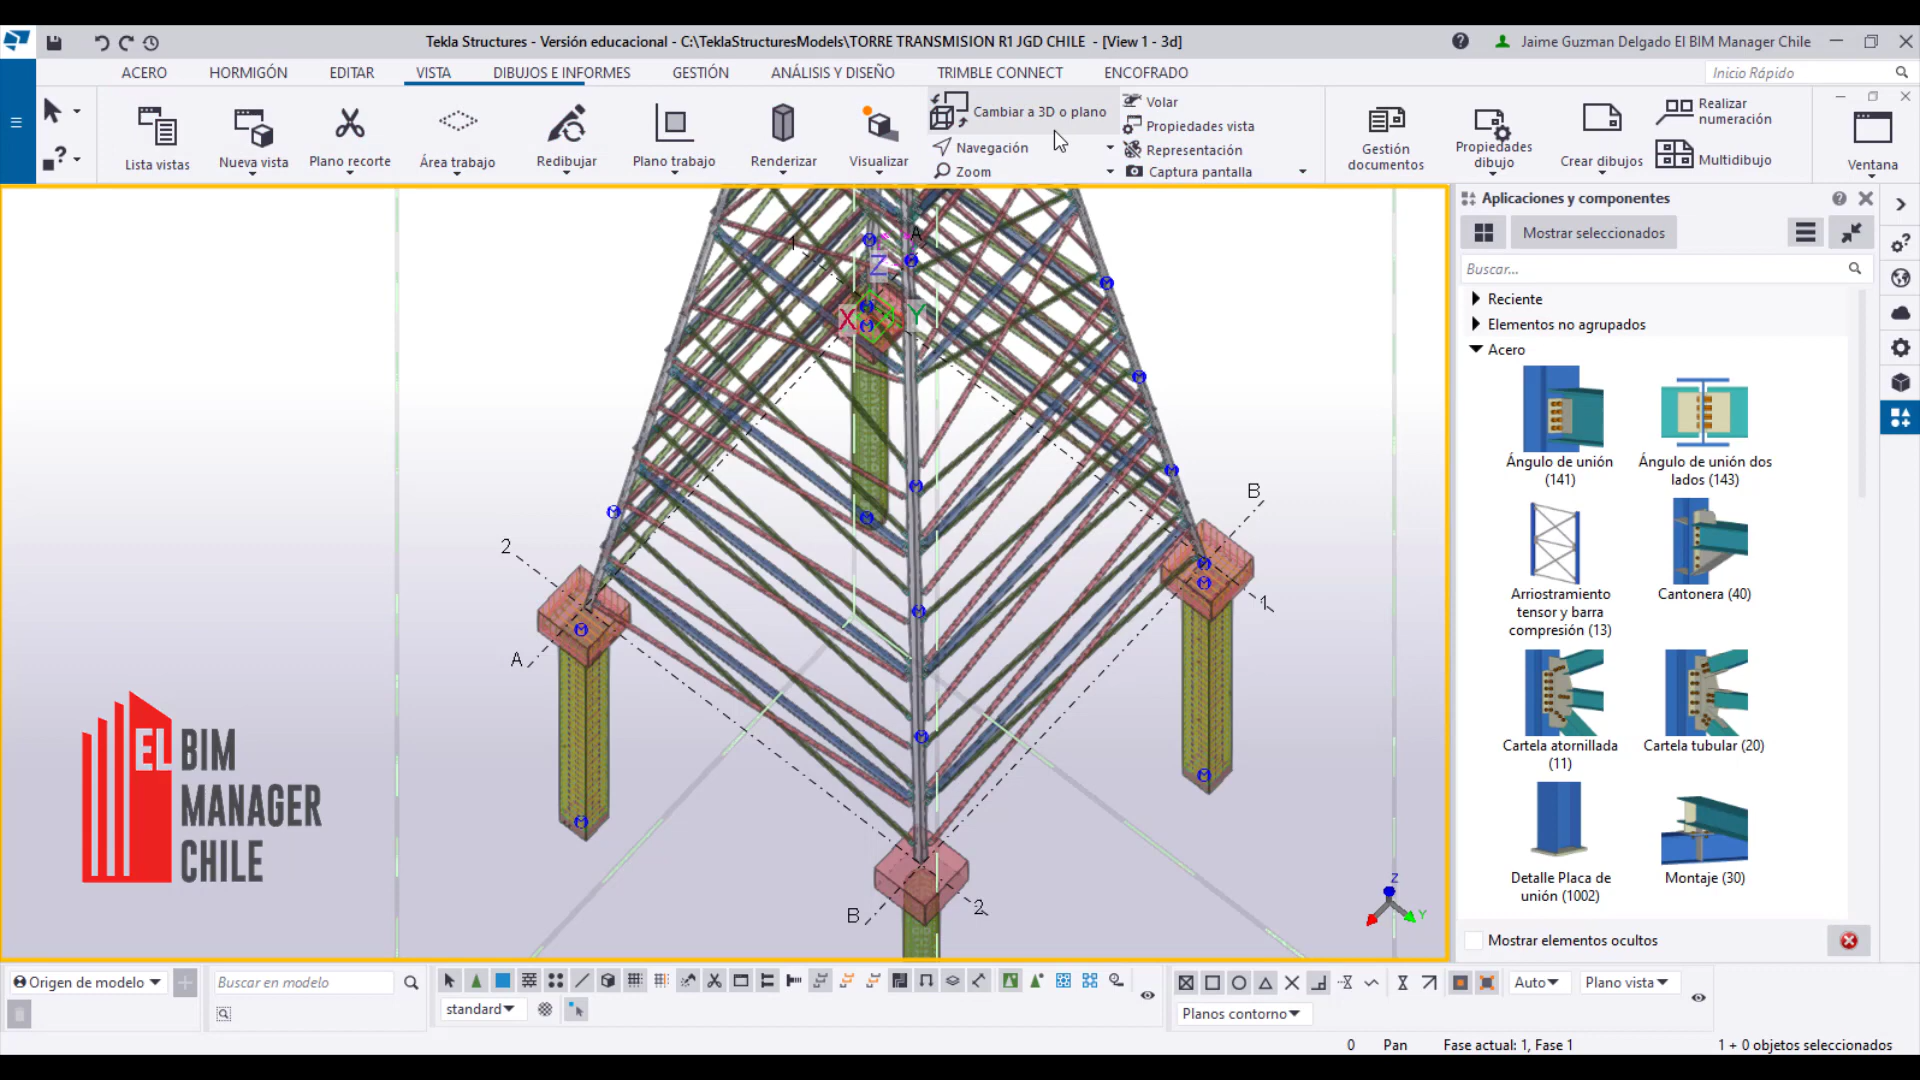 Tekla Structures - Versión educacional - C:\TeklaStructuresModels\TORRE TRANSMISION R1 JGD CHILE - [View 1 - 3d]
Jaime Guzman Delgado El BIM Manager Chile
ACERO HORMIGÓN EDITAR VISTA DIBUJOS E INFORMES GESTIÓN ANÁLISIS Y DISEÑO TRIMBLE CONNECT ENCOFRADO
Inicio Rápido
Lista vistas
Nueva vista
Plano recorte
Área trabajo
Redibujar
Plano trabajo
Renderizar
Visualizar
Cambiar a 3D o plano
Navegación
Zoom
Volar
Propiedades vista
Representación
Captura pantalla
Gestión
documentos
Propiedades
dibujo
Crear dibujos
Realizar
numeración
Multidibujo
Ventana
Aplicaciones y componentes
Mostrar seleccionados
Buscar...
Reciente
Elementos no agrupados
Acero
Ángulo de unión
(141)
Ángulo de unión dos
lados (143)
Arriostramiento
tensor y barra
compresión (13)
Cantonera (40)
Cartela atornillada
(11)
Cartela tubular (20)
Detalle Placa de
unión (1002)
Montaje (30)
Mostrar elementos ocultos
1
A
Z
X
Y
B
2
1
A
B
2
Z
Y
EL BIM
MANAGER
CHILE
Origen de modelo
Buscar en modelo
standard
Auto
Plano vista
Planos contorno
0
Pan
Fase actual: 1, Fase 1
1 + 0 objetos seleccionados